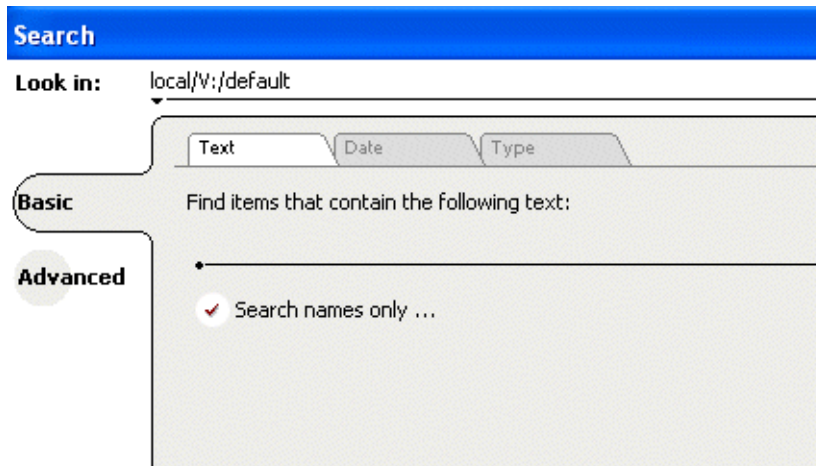 Search
Look in: local/V:/default
Text Date Type
Basic
Find items that contain the following text:
Advanced
Search names only ...